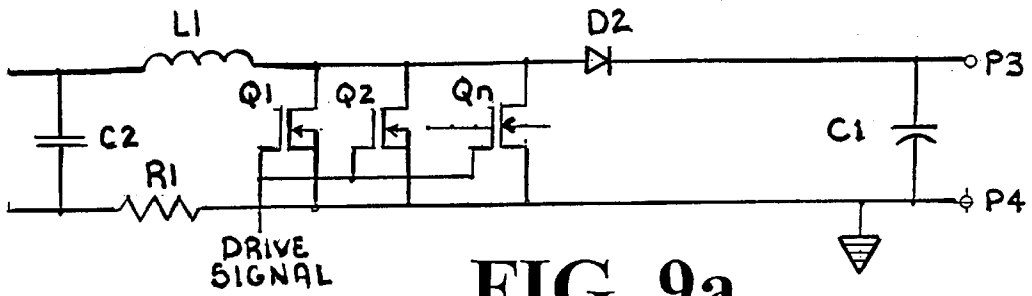 L1
D2
Q1 Q2 Qn
P3
C2
C1
R1
P4
DRIVE
SIGNAL
FIG. 9a